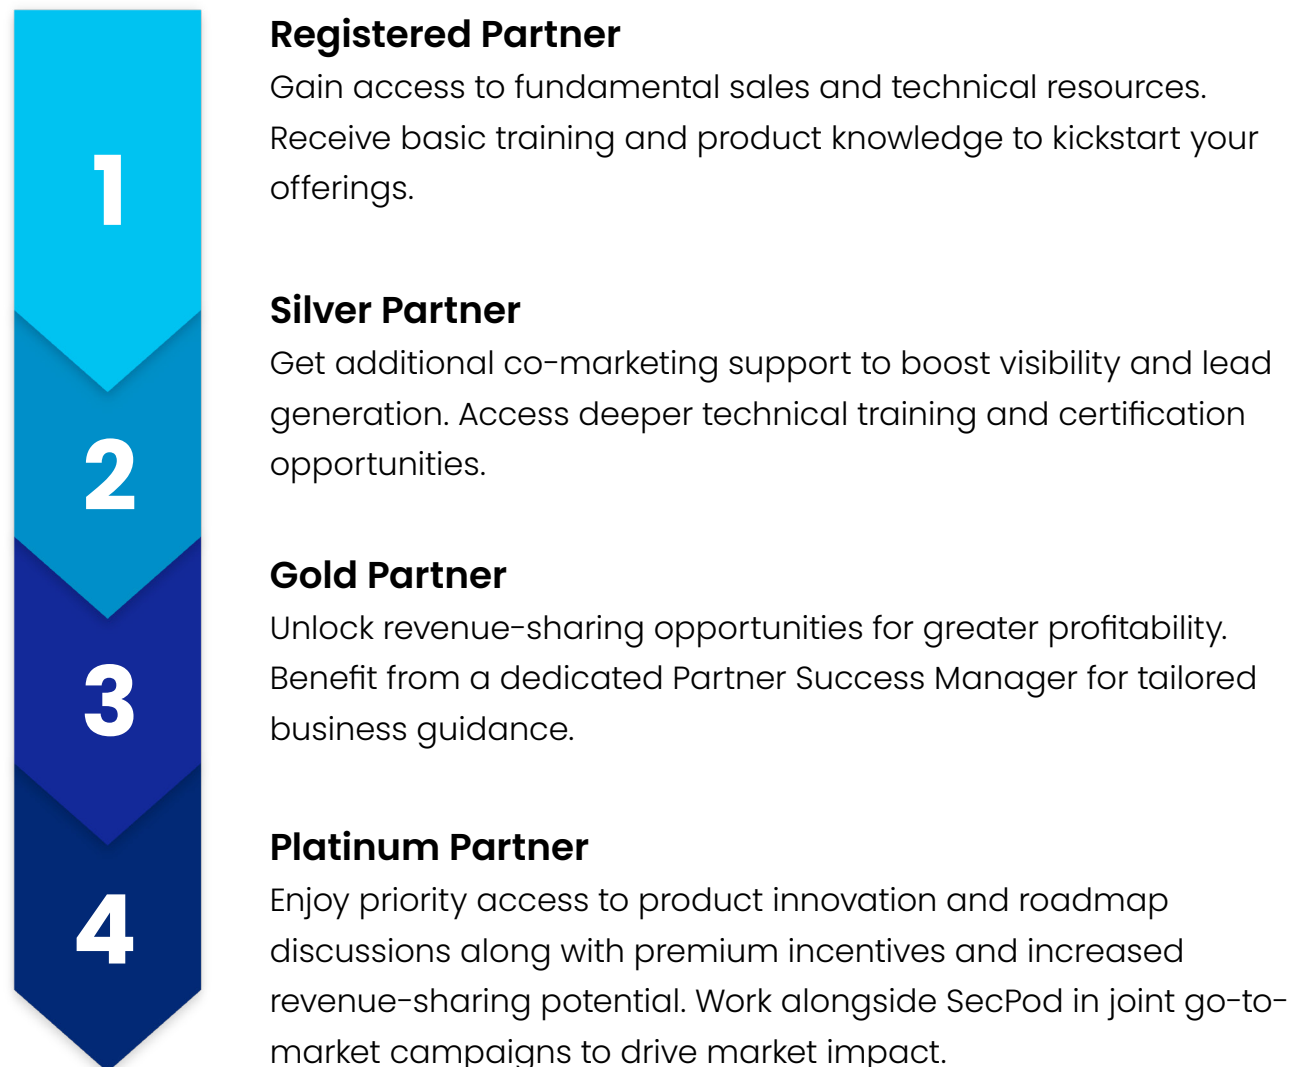 1
Registered Partner
Gain access to fundamental sales and technical resources.
Receive basic training and product knowledge to kickstart your
offerings.
2
Silver Partner
Get additional co-marketing support to boost visibility and lead
generation. Access deeper technical training and certification
opportunities.
3
Gold Partner
Unlock revenue-sharing opportunities for greater profitability.
Benefit from a dedicated Partner Success Manager for tailored
business guidance.
4
Platinum Partner
Enjoy priority access to product innovation and roadmap
discussions along with premium incentives and increased
revenue-sharing potential. Work alongside SecPod in joint go-to-
market campaigns to drive market impact.